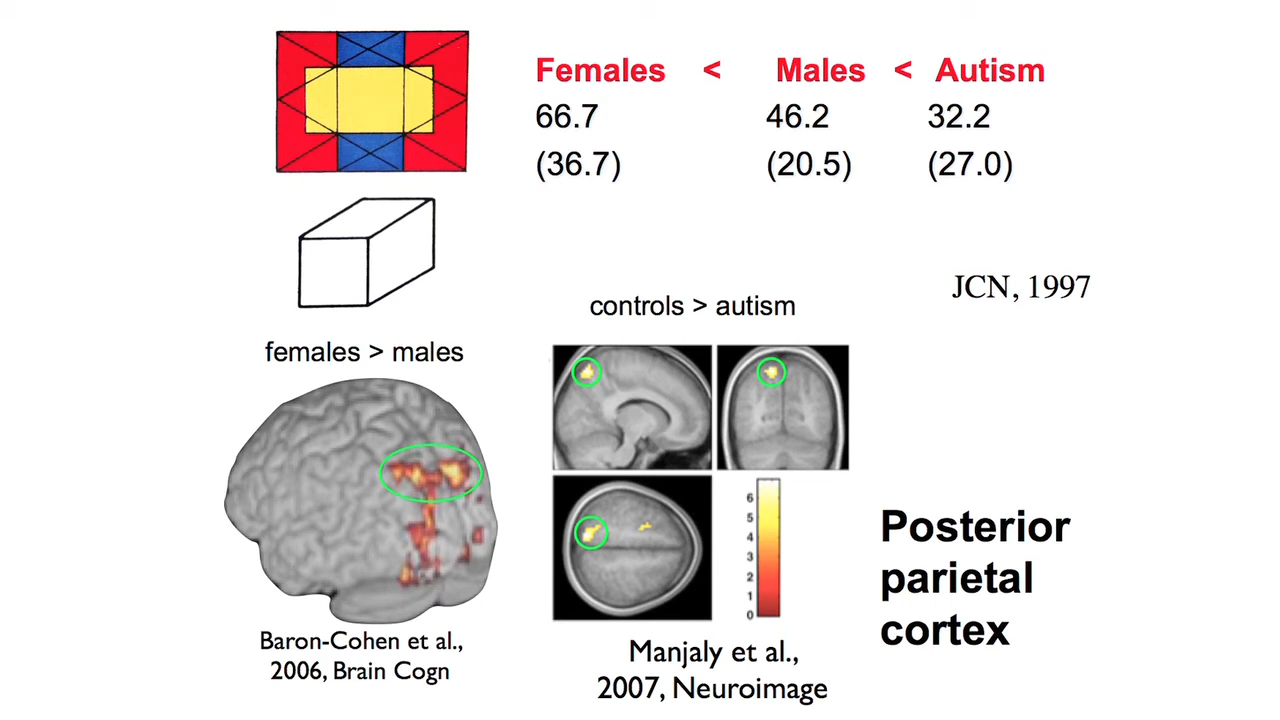 Females < Males < Autism
66.7 46.2 32.2
(36.7) (20.5) (27.0)
JCN, 1997
controls > autism
females > males
6
5
4
3
2
1
0
Posterior
parietal
cortex
Baron-Cohen et al.,
2006, Brain Cogn
Manjaly et al.,
2007, Neuroimage